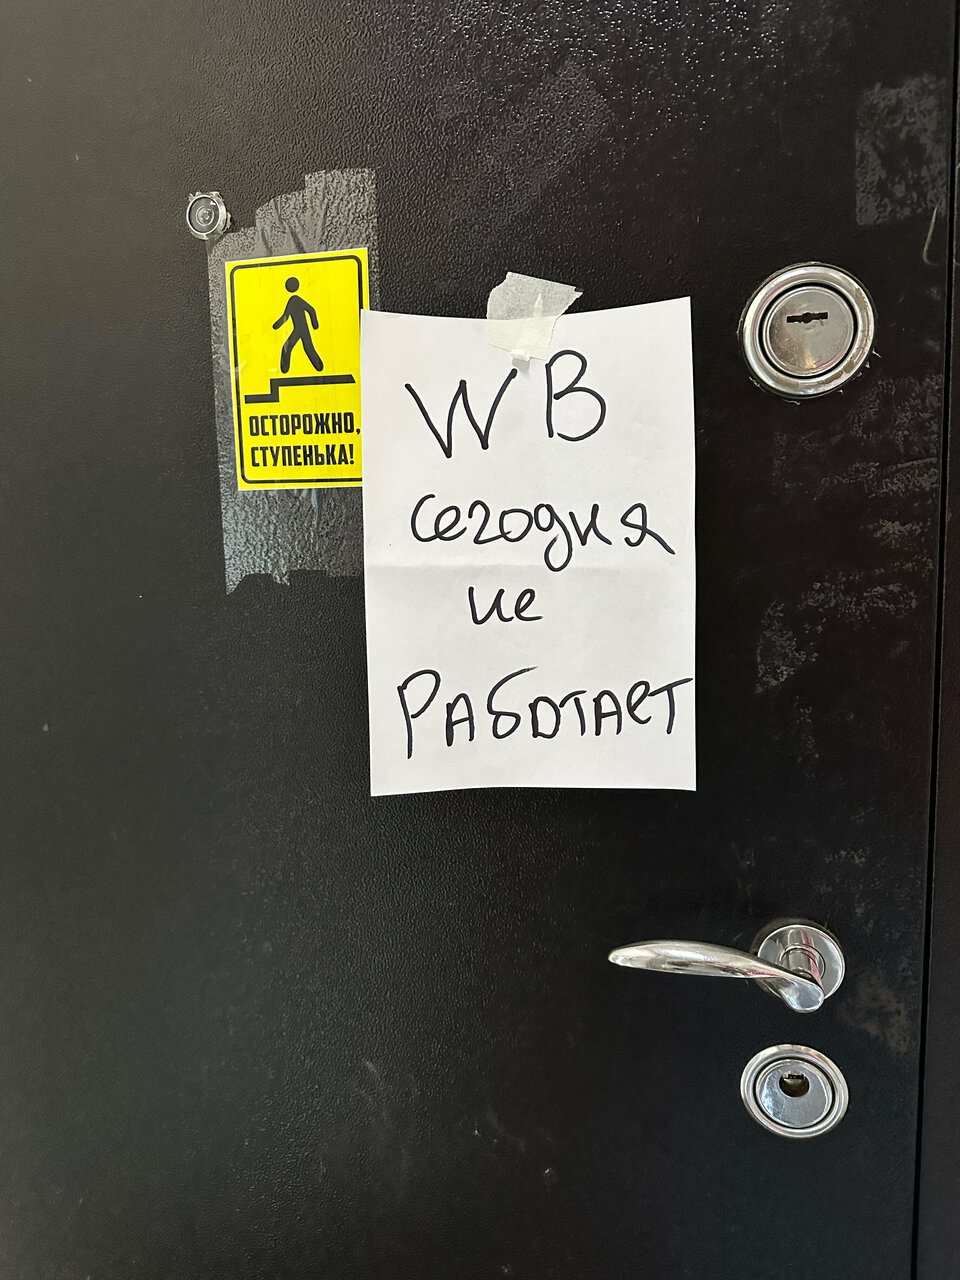 ОСТОРОЖНО,
СТУПЕНЬКА!
WB
сегодня
не
Работает